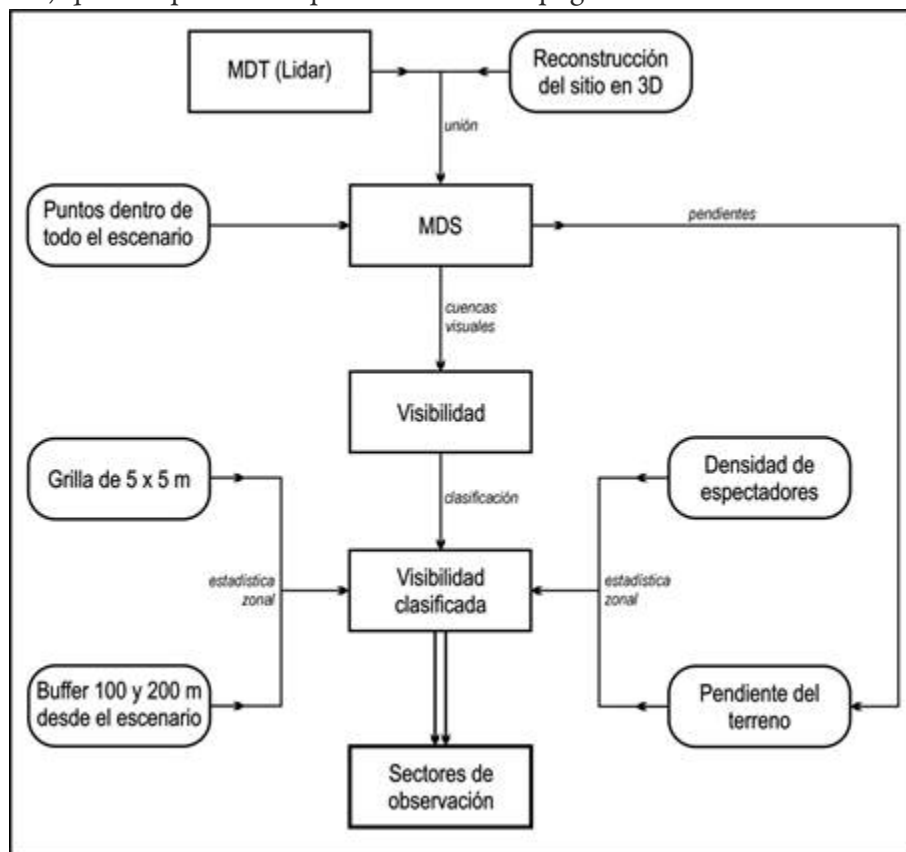 MDT (Lidar)
Reconstrucción
del sitio en 3D
unión
Puntos dentro de
todo el escenario
MDS
pendientes
cuencas
visuales
Visibilidad
Grilla de 5 x 5 m
Densidad de
espectadores
clasificación
estadística
zonal
Visibilidad
clasificada
estadística
zonal
Buffer 100 y 200 m
desde el escenario
Pendiente del
terreno
Sectores de
observación